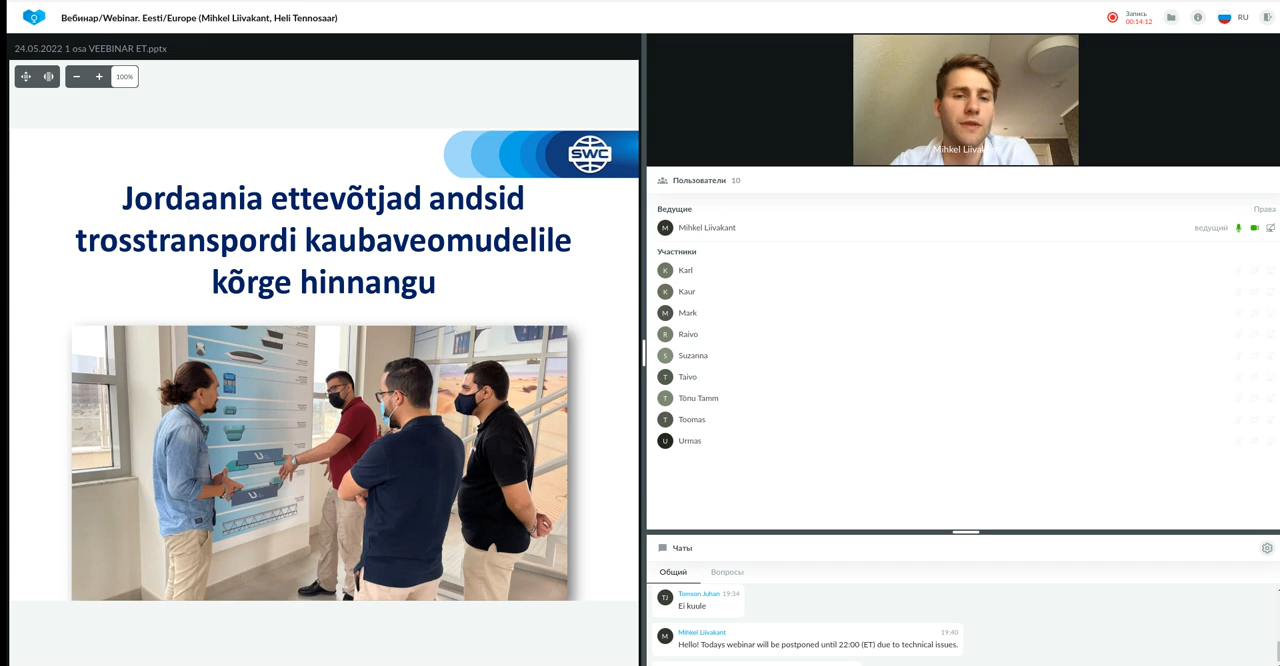 Вебинар/Webinar. Eesti/Europe (Mihkel Liivakant, Heli Tennosaar)
Запись
00:14:12
RU
24.05.2022 1 osa VEEBINAR ET.pptx
100%
SWC
Jordaania ettevõtjad andsid
trosstranspordi kaubaveomudelile
kõrge hinnangu
Пользователи 10
Ведущие Права
M Mihkel Liivakant ведущий
Участники
K Karl
K Kaur
M Mark
R Raivo
S Suzanna
T Taivo
T Tõnu Tamm
T Toomas
U Urmas
Чаты
Общий Вопросы
TJ Tomson Juhan 19:34
Ei kuule
M Mihkel Liivakant 19:40
Hello! Todays webinar will be postponed until 22:00 (ET) due to technical issues.